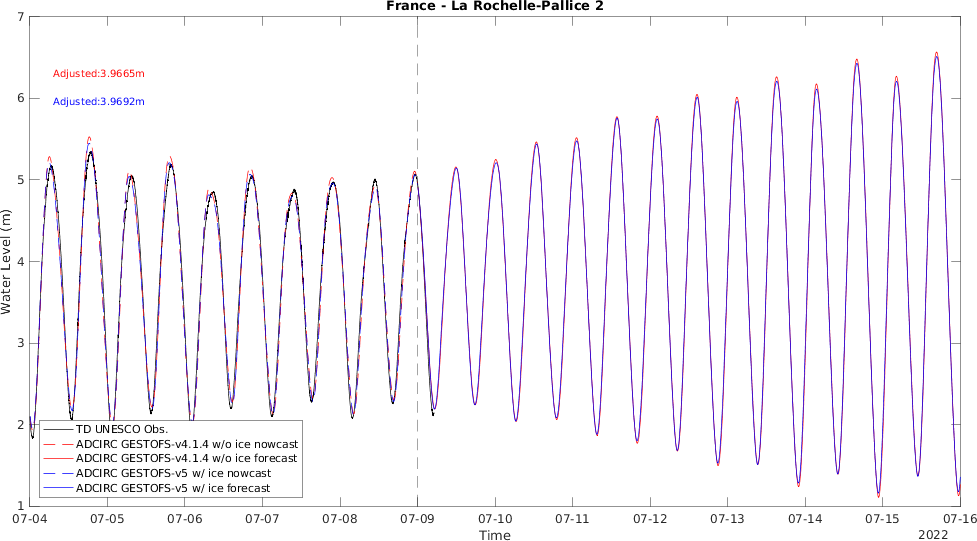 France - La Rochelle-Pallice 2
7
6
5
4
3
2
1
Water Level (m)
Adjusted:3.9665m
Adjusted:3.9692m
TD UNESCO Obs.
ADCIRC GESTOFS-v4.1.4 w/o ice nowcast
ADCIRC GESTOFS-v4.1.4 w/o ice forecast
ADCIRC GESTOFS-v5 w/ ice nowcast
ADCIRC GESTOFS-v5 w/ ice forecast
07-04 07-05 07-06 07-07 07-08 07-09 07-10 07-11 07-12 07-13 07-14 07-15 07-16
Time
2022